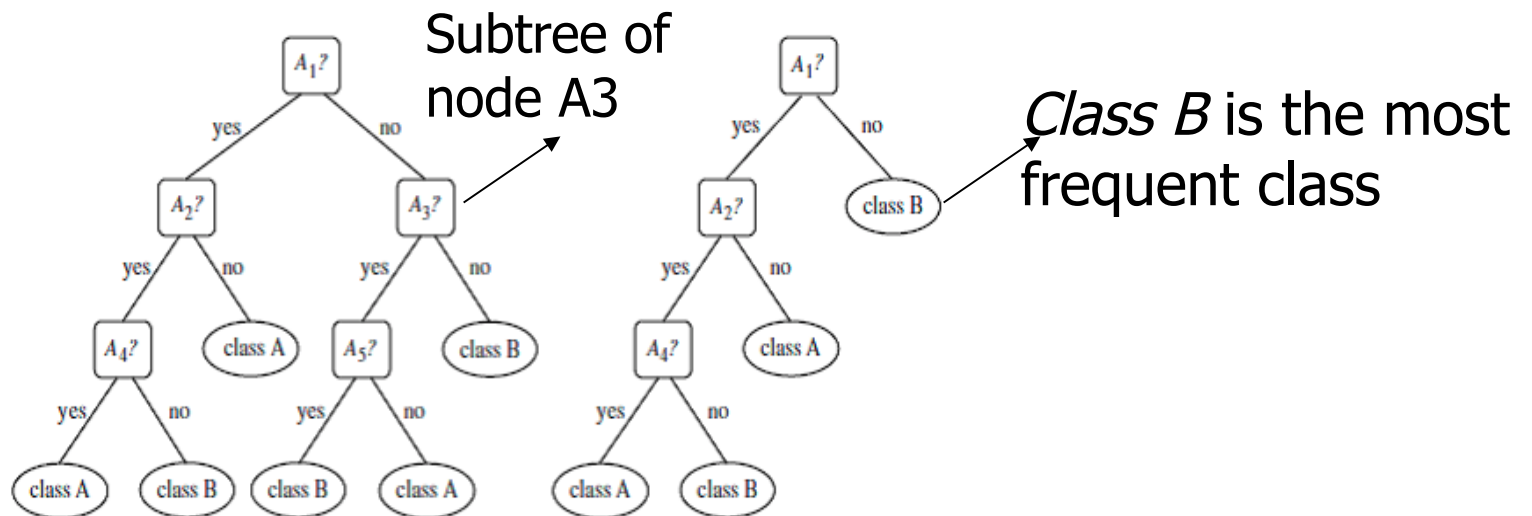 Subtree of
node A3
A1?
A1?
Class B is the most
frequent class
yes
no
yes
no
A2?
A3?
A2?
class B
yes
no
yes
no
yes
no
A4?
class A
A5?
class B
A4?
class A
yes
no
yes
no
yes
no
class A
class B
class B
class A
class A
class B